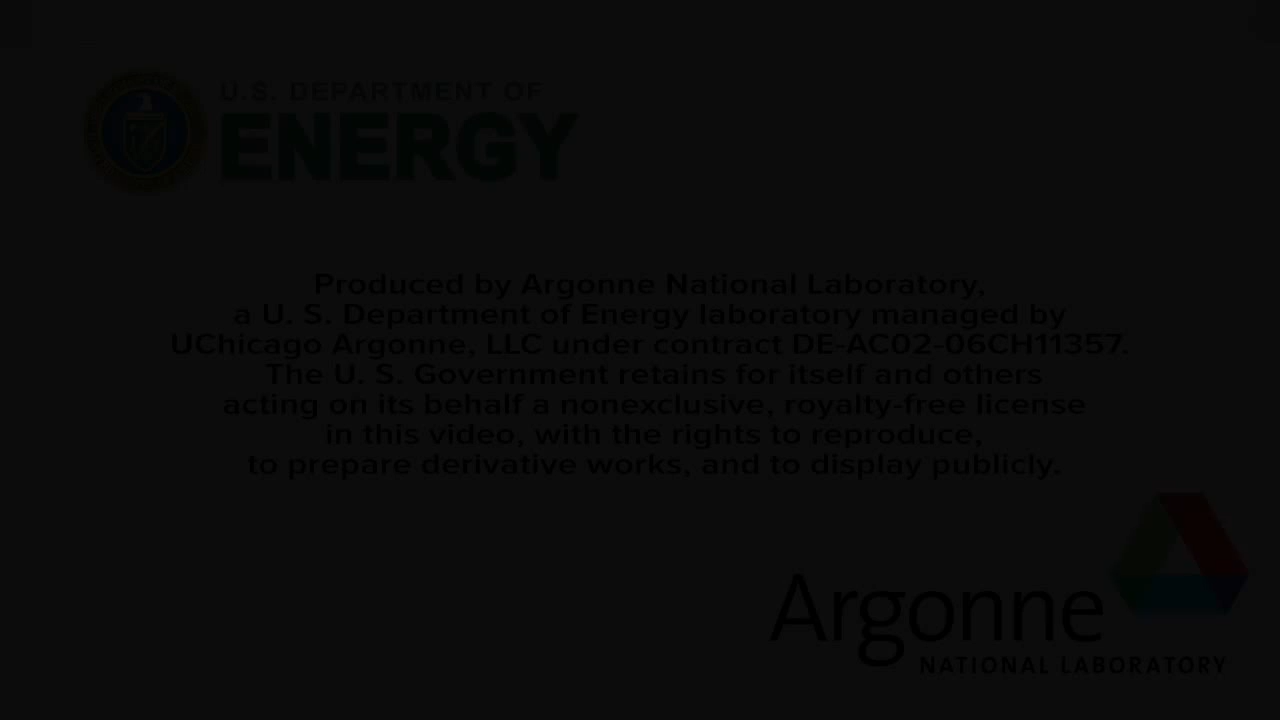 U.S. DEPARTMENT OF
ENERGY
Produced by Argonne National Laboratory,
a U. S. Department of Energy laboratory managed by
UChicago Argonne, LLC under contract DE-AC02-06CH11357.
The U. S. Government retains for itself and others
acting on its behalf a nonexclusive, royalty-free license
in this video, with the rights to reproduce,
to prepare derivative works, and to display publicly.
Argonne
NATIONAL LABORATORY